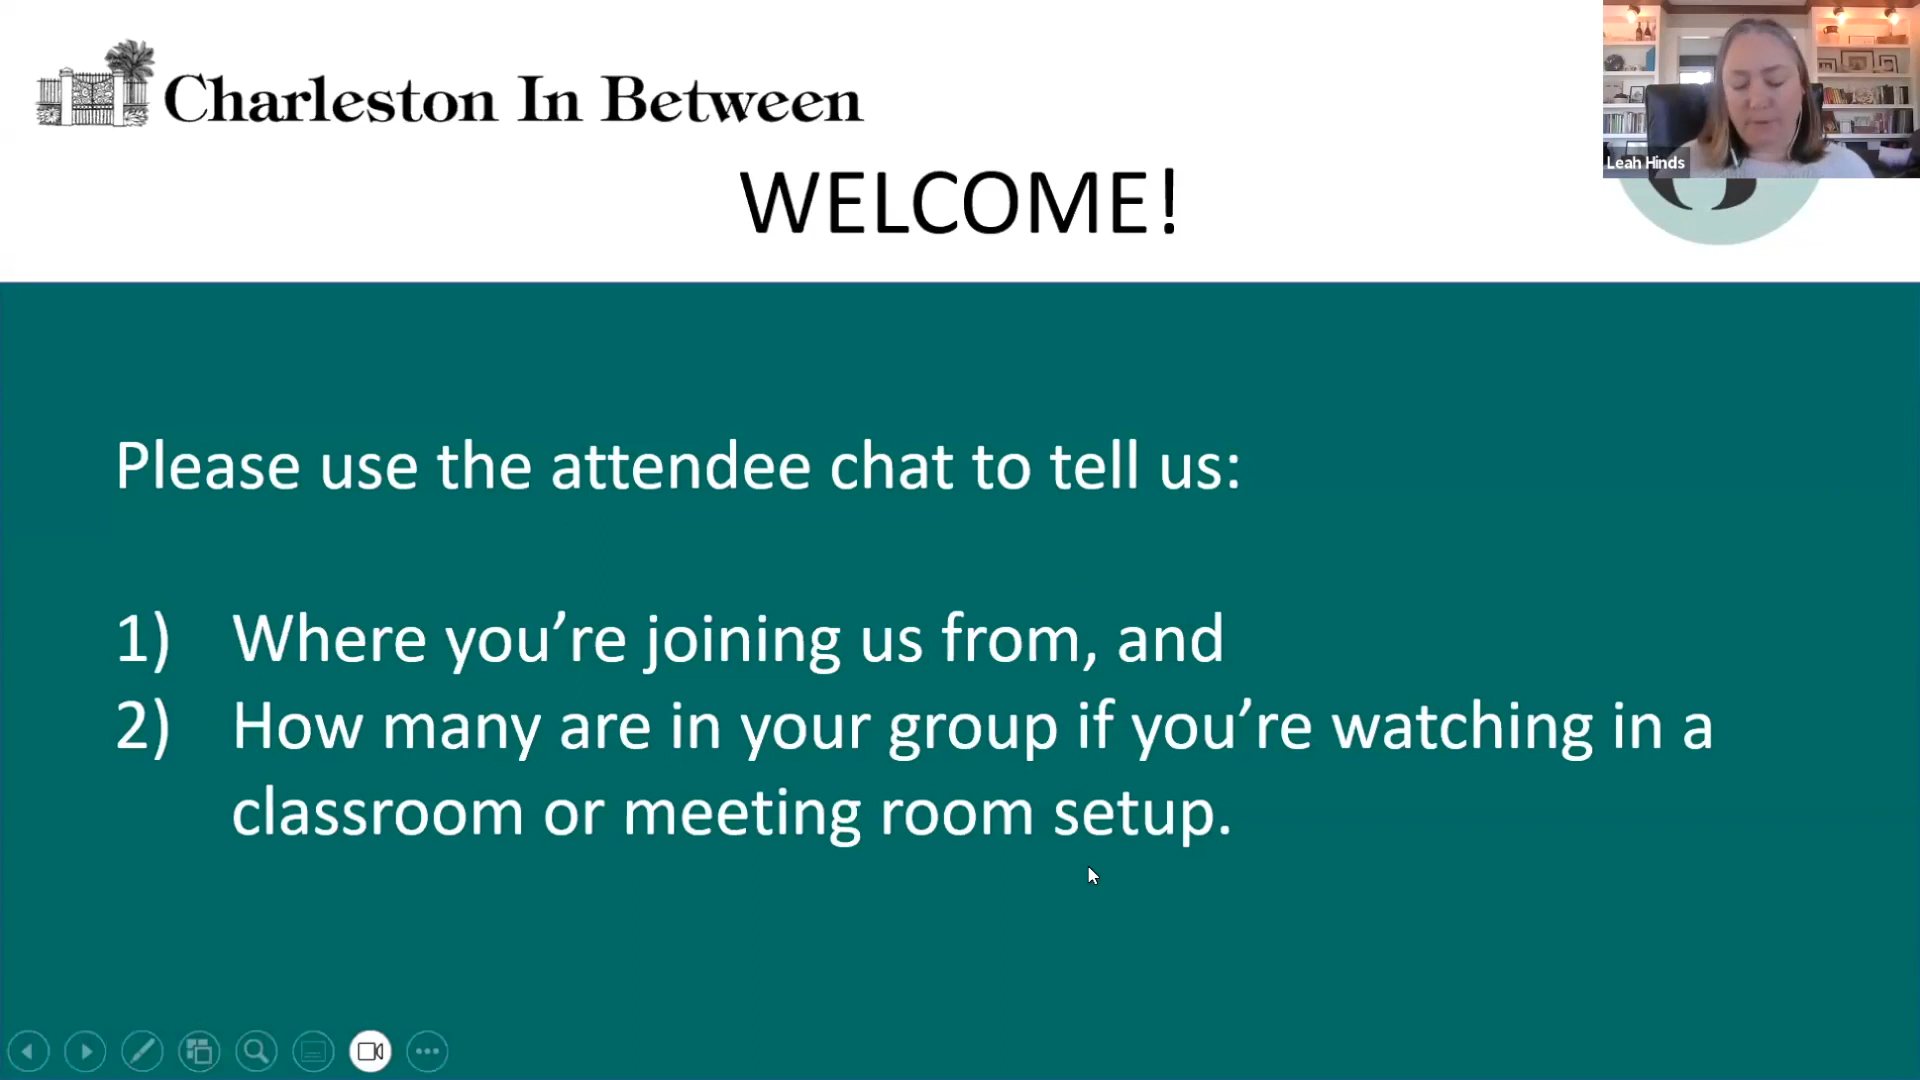 Charleston In Between
Leah Hinds
WELCOME!
Please use the attendee chat to tell us:
1) Where you’re joining us from, and
2) How many are in your group if you’re watching in a
classroom or meeting room setup.